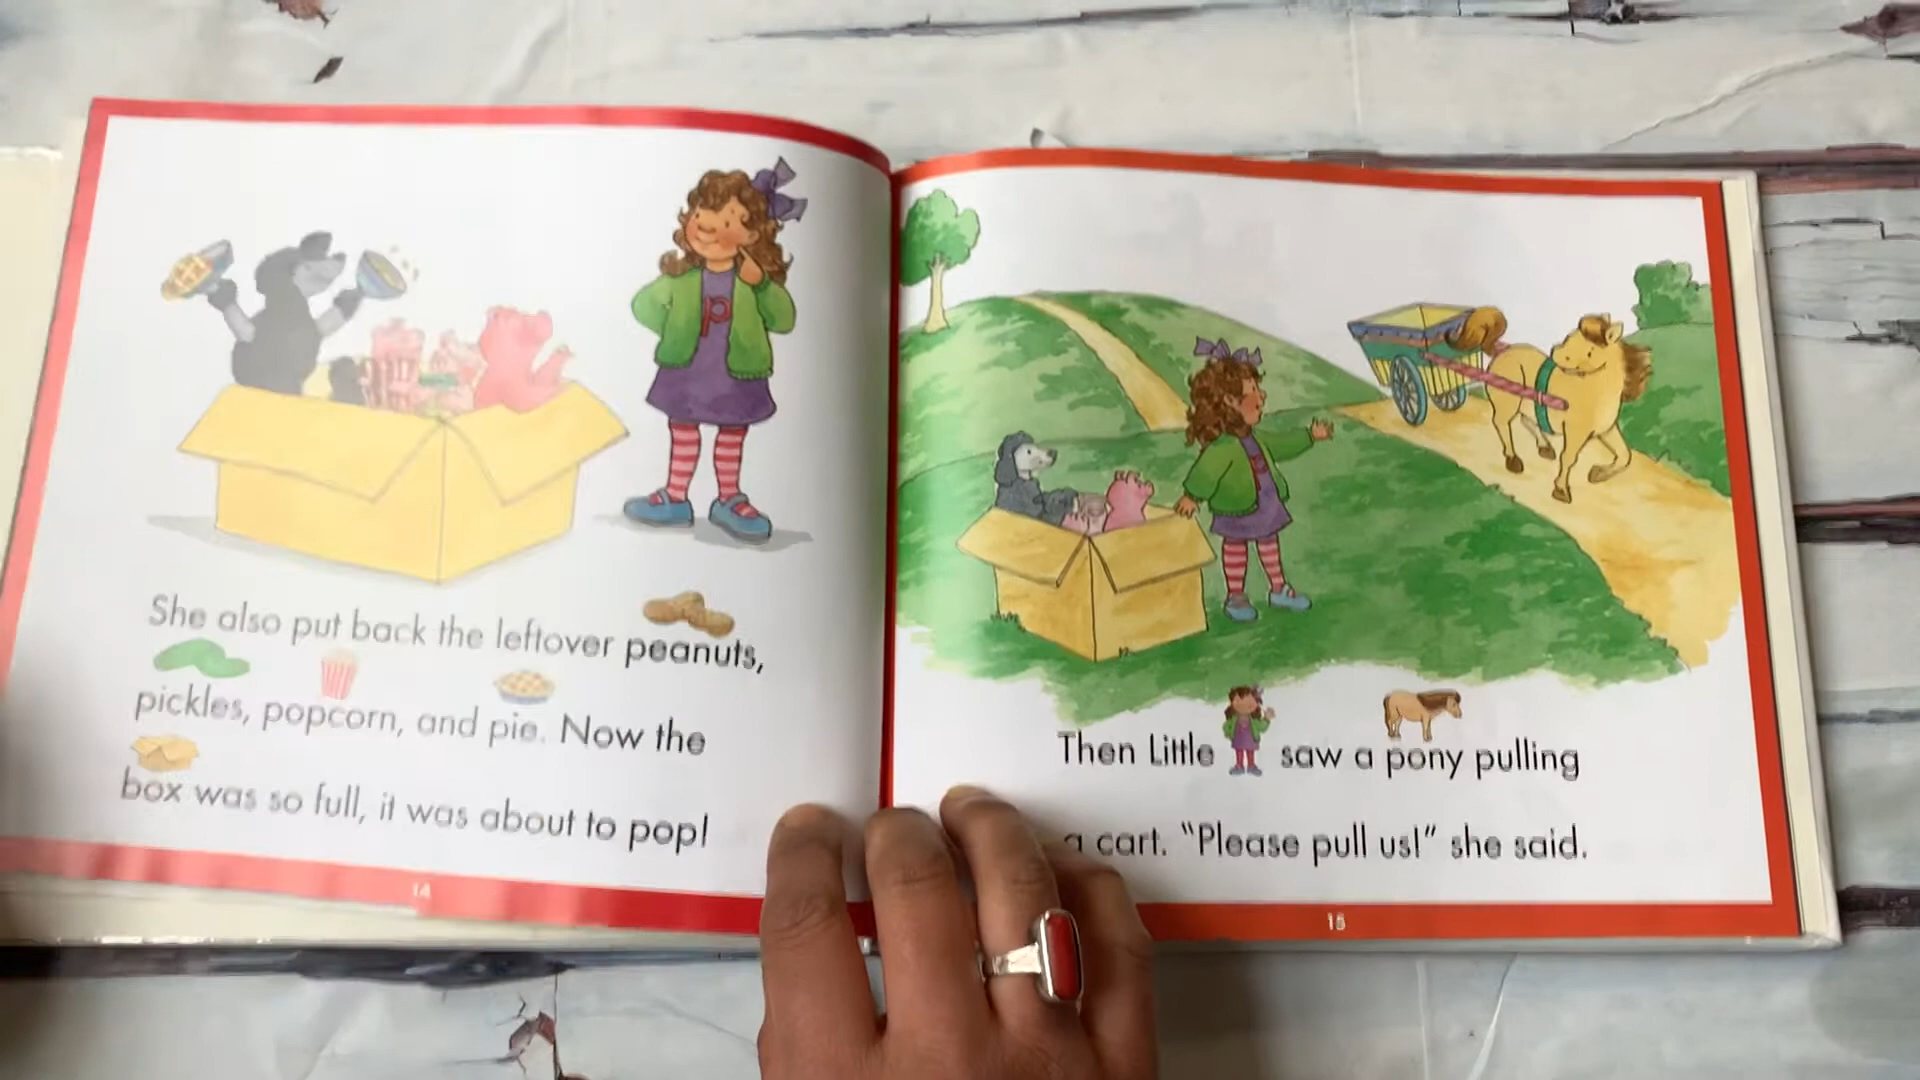 She also put back the leftover peanuts,
pickles, popcorn, and pie. Now the
box was so full, it was about to pop!
14
p
Then Little saw a pony pulling
a cart. "Please pull us!" she said.
15